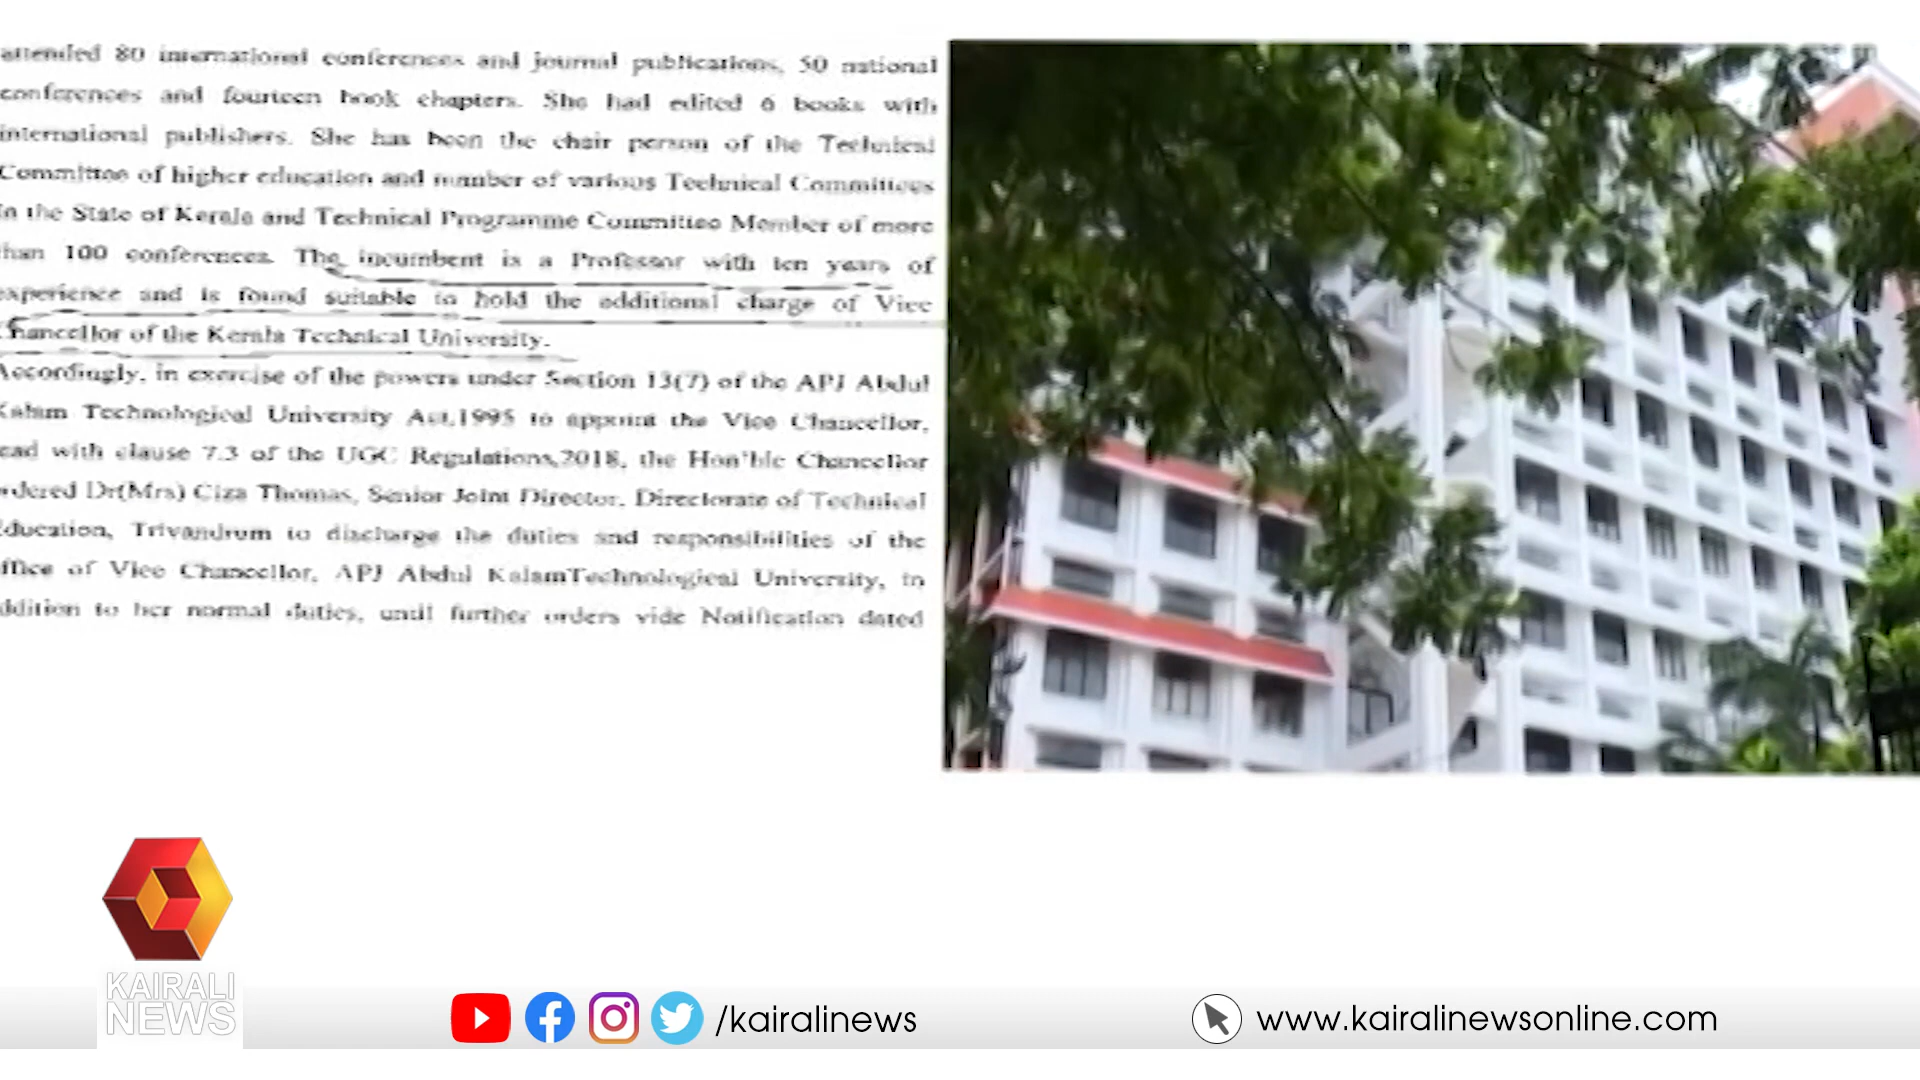 attended 80 international conferences and journal publications, 50 national
conferences and fourteen book chapters. She had edited 6 books with
international publishers. She has been the chair person of the Technical
Committee of higher education and member of various Technical Committees
in the State of Kerala and Technical Programme Committee Member of more
than 100 conferences. The incumbent is a Professor with ten years of
experience and is found suitable to hold the additional charge of Vice
Chancellor of the Kerala Technical University.
Accordingly, in exercise of the powers under Section 13(7) of the APJ Abdul
Kalam Technological University Act,1995 to appoint the Vice Chancellor,
ead with clause 7.3 of the UGC Regulations,2018, the Hon'ble Chancellor
rdered Dr(Mrs) Ciza Thomas, Senior Joint Director, Directorate of Technical
Education, Trivandrum to discharge the duties and responsibilities of the
ffice of Vice Chancellor, APJ Abdul KalamTechnological University, in
ddition to her normal duties, until further orders vide Notification dated
KAIRALI
NEWS
/kairalinews
www.kairalinewsonline.com